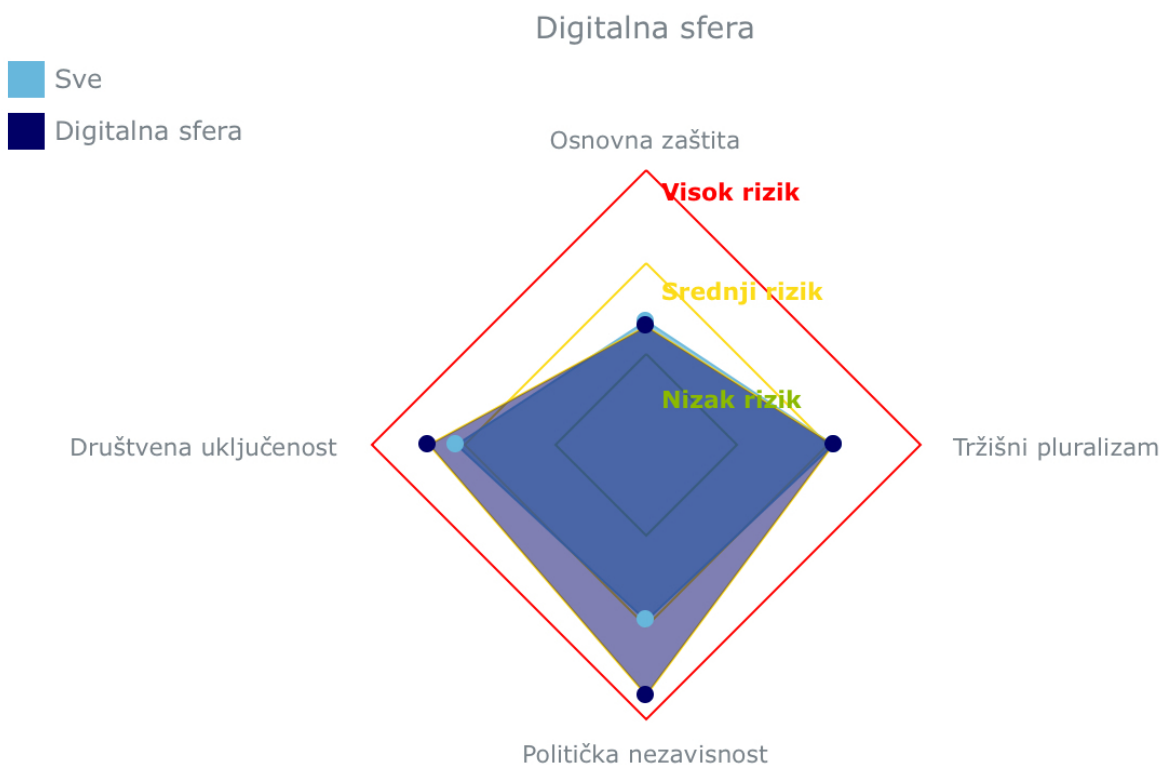 Digitalna sfera
Sve
Digitalna sfera
Osnovna zaštita
Visok rizik
Srednji rizik
Nizak rizik
Društvena uključenost
Tržišni pluralizam
Politička nezavisnost